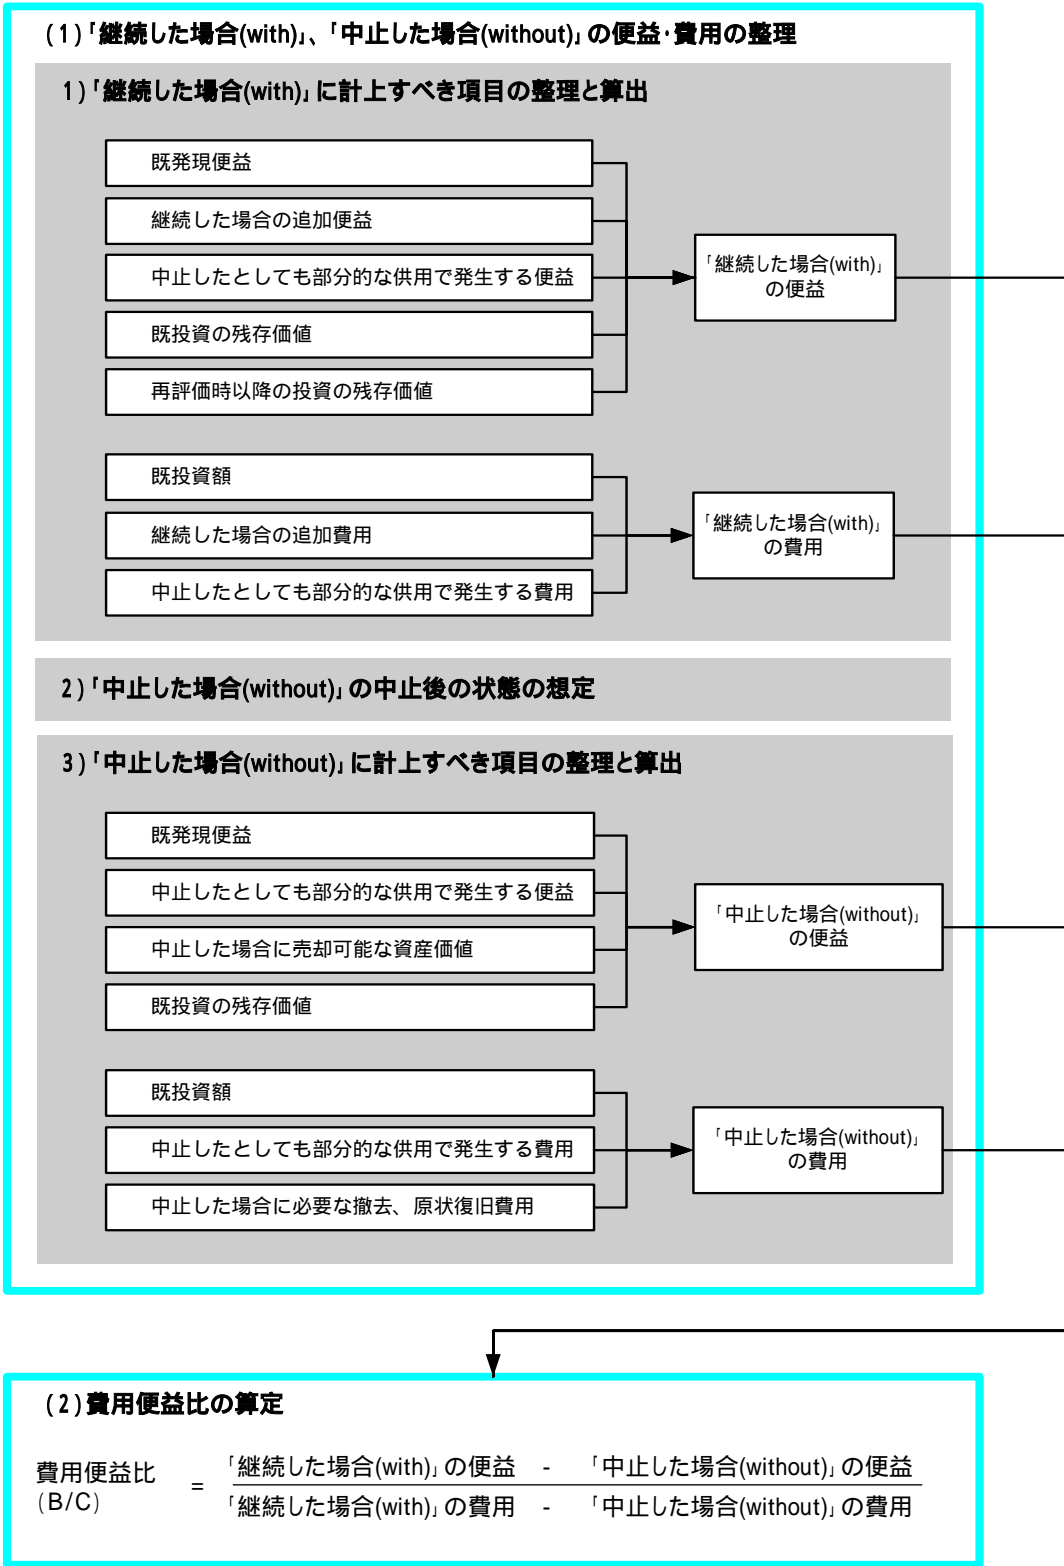 (1)｢継続した場合(with)｣、｢中止した場合(without)｣の便益･費用の整理
1)｢継続した場合(with)｣に計上すべき項目の整理と算出
既発現便益
継続した場合の追加便益
中止したとしても部分的な供用で発生する便益
既投資の残存価値
再評価時以降の投資の残存価値
｢継続した場合(with)｣
の便益
既投資額
継続した場合の追加費用
中止したとしても部分的な供用で発生する費用
｢継続した場合(with)｣
の費用
2)｢中止した場合(without)｣の中止後の状態の想定
3)｢中止した場合(without)｣に計上すべき項目の整理と算出
既発現便益
中止したとしても部分的な供用で発生する便益
中止した場合に売却可能な資産価値
既投資の残存価値
｢中止した場合(without)｣
の便益
既投資額
中止したとしても部分的な供用で発生する費用
中止した場合に必要な撤去、原状復旧費用
｢中止した場合(without)｣
の費用
(2)費用便益比の算定
費用便益比
(B/C)
=
｢継続した場合(with)｣の便益 - ｢中止した場合(without)｣の便益
｢継続した場合(with)｣の費用 - ｢中止した場合(without)｣の費用